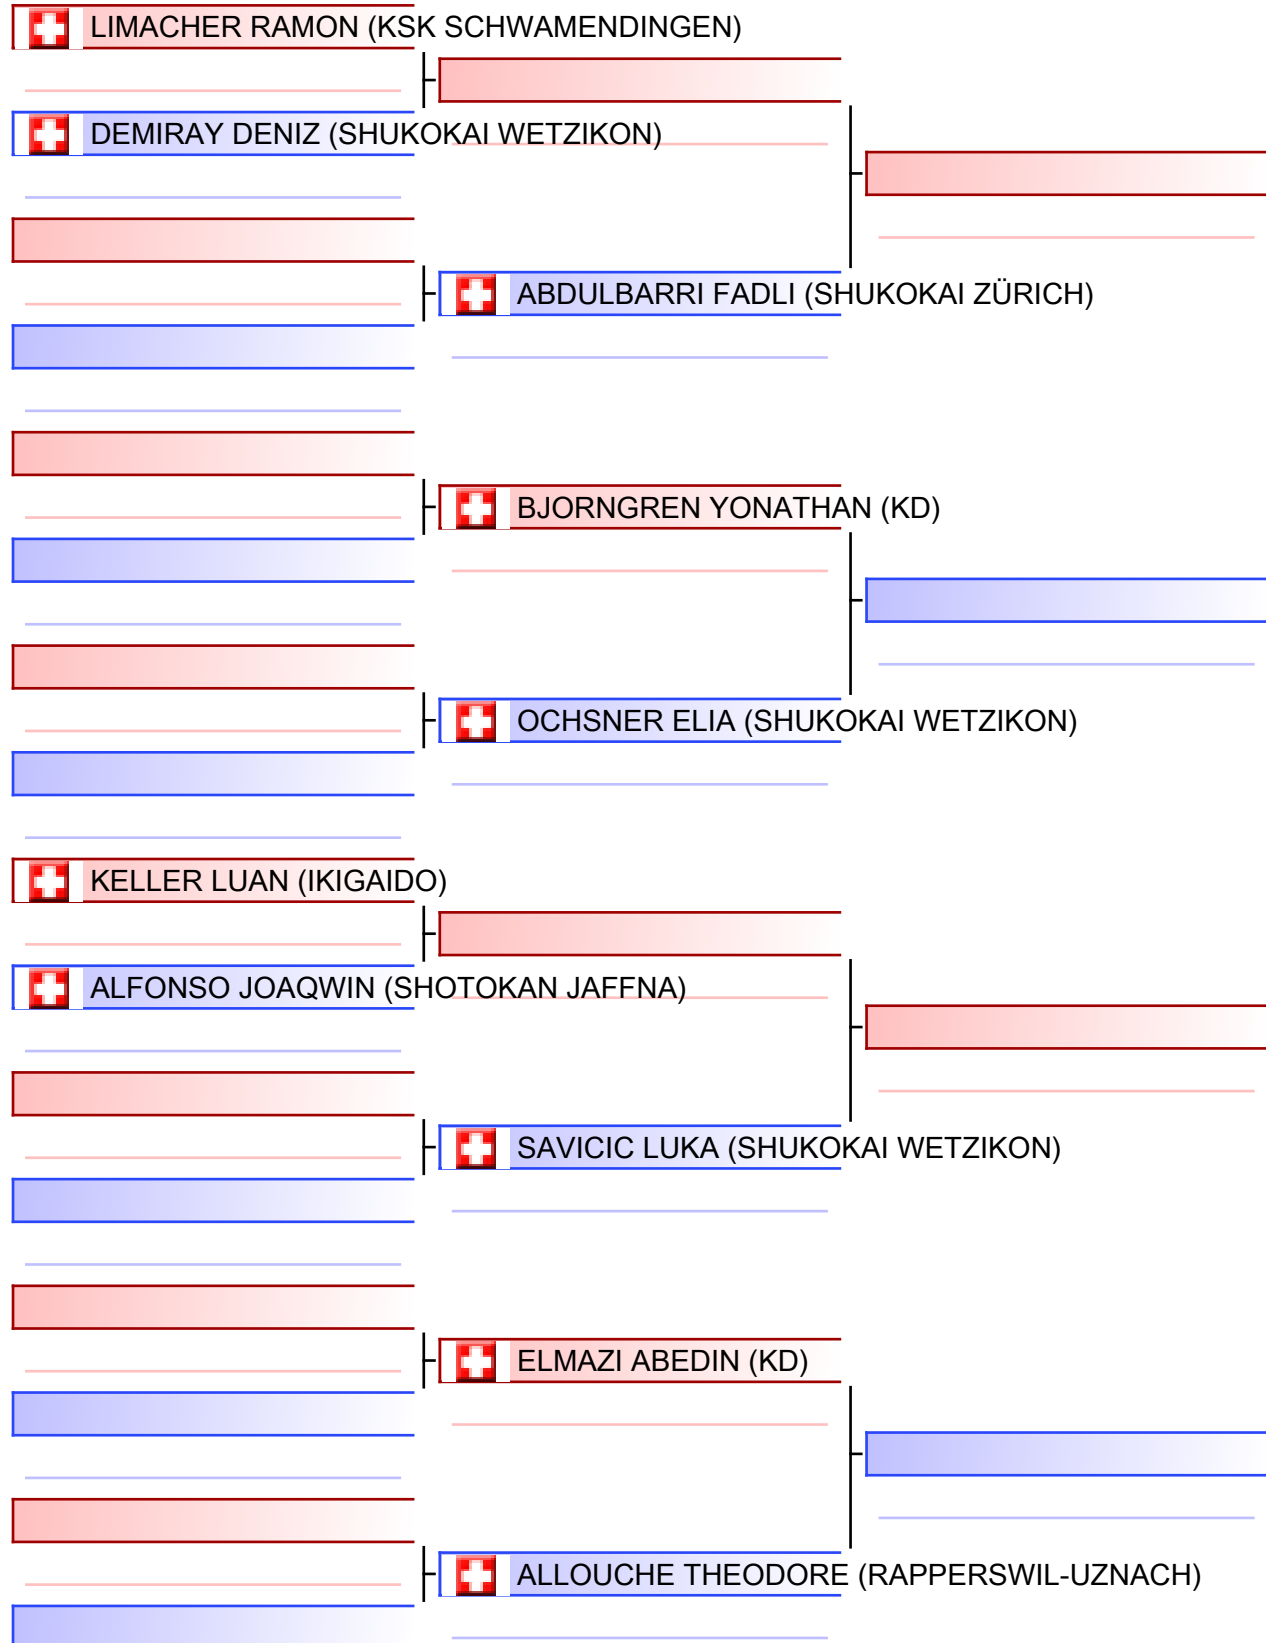 LIMACHER RAMON (KSK SCHWAMENDINGEN)
DEMIRAY DENIZ (SHUKOKAI WETZIKON)
ABDULBARRI FADLI (SHUKOKAI ZÜRICH)
BJORNGREN YONATHAN (KD)
OCHSNER ELIA (SHUKOKAI WETZIKON)
KELLER LUAN (IKIGAIDO)
ALFONSO JOAQWIN (SHOTOKAN JAFFNA)
SAVICIC LUKA (SHUKOKAI WETZIKON)
ELMAZI ABEDIN (KD)
ALLOUCHE THEODORE (RAPPERSWIL-UZNACH)